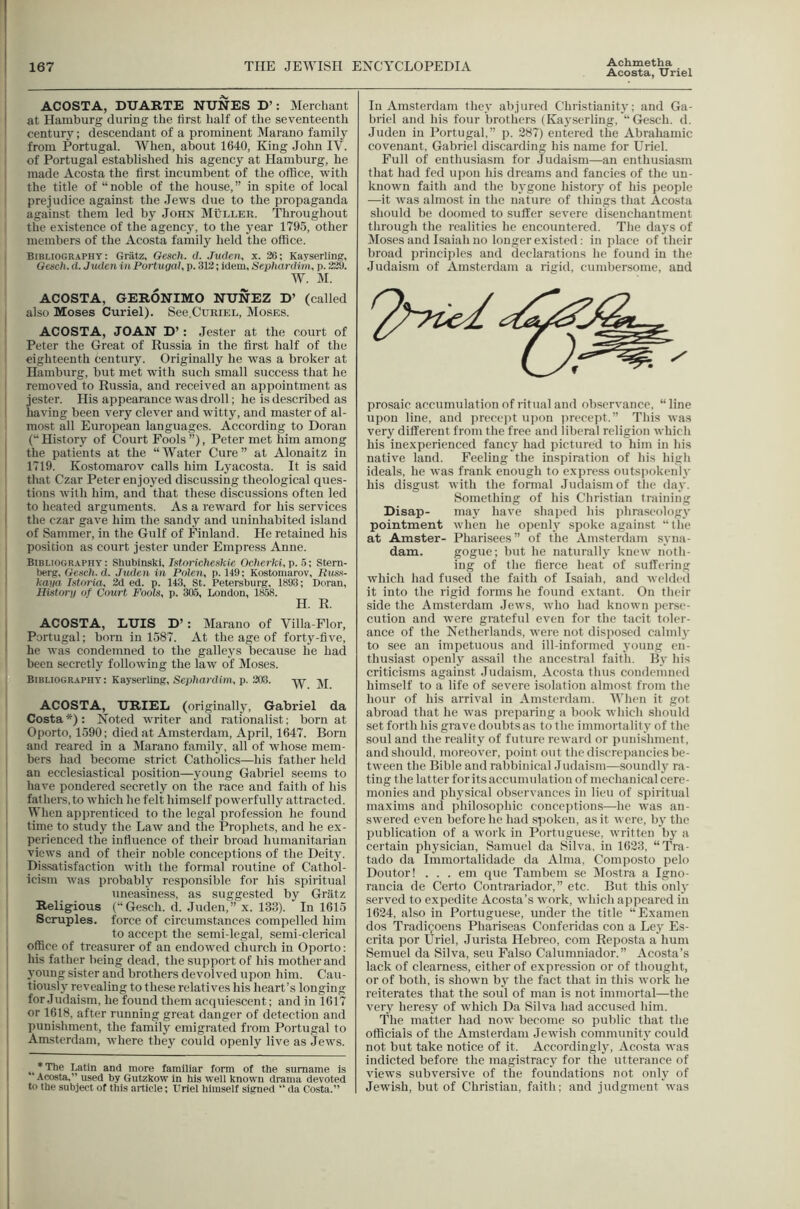 167
THE JEWISH ENCYCLOPEDIA
Achmetha
Acosta, Uriel
ACOSTA, DUARTE NUÑES D’: Merchant
at Hamburg during the first half of the seventeenth
century; descendant of a prominent Marano family
from Portugal. When, about 1640, King John IV.
of Portugal established his agency at Hamburg, he
made Acosta the first incumbent of the office, with
the title of “noble of the house,” in spite of local
prejudice against the Jews due to the propaganda
against them led by JOHN MÜLLER. Throughout
the existence of the agency, to the year 1795, other
members of the Acosta family held the office.
BIBLIOGRAPHY: Grätz, Gesch. d. Juden, x. 26; Kayserling,
Gesch. d. Juden in Portugal, p. 312; idem, Sephardim, p. 229.
W. M.
ACOSTA, GERÓNIMO NUÑEZ D’ (called
also Moses Curiel). See CURIEL, MOSES.
ACOSTA, JOAN D’: Jester at the court of
Peter the Great of Russia in the first half of the
eighteenth century. Originally he was a broker at
Hamburg, but met with such small success that he
removed to Russia, and received an appointment as
jester. His appearance was droll; he is described as
having been very clever and witty, and master of al-
most all European languages. According to Doran
(“History of Court Fools”), Peter met him among
the patients at the “Water Cure” at Alonaitz in
1719. Kostomarov calls him Lyacosta. It is said
that Czar Peter enjoyed discussing theological ques-
tions with him, and that these discussions often led
to heated arguments. As a reward for his services
the czar gave him the sandy and uninhabited island
of Sammer, in the Gulf of Finland. He retained his
position as court jester under Empress Anne.
BIBLIOGRAPHY: Shubinski, Istoricheskie Ocherki, p. 5; Stern-
berg, Gesch. d. Juden in Polen, p. 149; Kostomarov, Russ-
kaya Istoria, 2d ed. p. 143, St. Petersburg, 1893; Doran,
History of Court Fools, p. 305, London, 1858.
H. R.
ACOSTA, LUIS D’: Marano of Villa-Flor,
Portugal; born in 1587. At the age of forty-five,
he was condemned to the galleys because he had
been secretly following the law of Moses.
BIBLIOGRAPHY: Kayserling, Sephardim, p. 203.
W. M.
ACOSTA, URIEL (originally, Gabriel da
Costa*): Noted writer and rationalist; born at
Oporto, 1590; died at Amsterdam, April, 1647. Born
and reared in a Marano family, all of whose mem-
bers had become strict Catholics—his father held
an ecclesiastical position—young Gabriel seems to
have pondered secretly on the race and faith of his
fathers, to which he felt himself powerfully attracted.
When apprenticed to the legal profession he found
time to study the Law and the Prophets, and he ex-
perienced the influence of their broad humanitarian
views and of their noble conceptions of the Deity.
Dissatisfaction with the formal routine of Cathol-
icism was probably responsible for his spiritual
uneasiness, as suggested by Grätz
Religious (“Gesch. d. Juden,” x. 133). In 1615
Scruples. force of circumstances compelled him
to accept the semi-legal, semi-clerical
office of treasurer of an endowed church in Oporto:
his father being dead, the support of his mother and
young sister and brothers devolved upon him. Cau-
tiously revealing to these relatives his heart’s longing
for Judaism, he found them acquiescent; and in 1617
or 1618, after running great danger of detection and
punishment, the family emigrated from Portugal to
Amsterdam, where they could openly live as Jews.
*The Latin and more familiar form of the surname is
“Acosta,” used by Gutzkow in his well known drama devoted
to the subject of this article; Uriel himself signed “da Costa.”
In Amsterdam they abjured Christianity; and Ga-
briel and his four brothers (Kayserling, “Gesch. d.
Juden in Portugal,” p. 287) entered the Abrahamic
covenant, Gabriel discarding his name for Uriel.
Full of enthusiasm for Judaism—an enthusiasm
that had fed upon his dreams and fancies of the un-
known faith and the bygone history of his people
—it was almost in the nature of things that Acosta
should be doomed to suffer severe disenchantment
through the realities he encountered. The days of
Moses and Isaiah no longer existed: in place of their
broad principles and declarations he found in the
Judaism of Amsterdam a rigid, cumbersome, and
Uriel
prosaic accumulation of ritual and observance, “line
upon line, and precept upon precept.” This was
very different from the free and liberal religion which
his inexperienced fancy had pictured to him in his
native land. Feeling the inspiration of his high
ideals, he was frank enough to express outspokenly
his disgust with the formal Judaism of the day.
Something of his Christian training
Disap- may have shaped his phraseology
pointment when he openly spoke against “the
at Amster- Pharisees” of the Amsterdam syna-
dam. gogue; but he naturally knew noth-
ing of the fierce heat of suffering
which had fused the faith of Isaiah, and welded
it into the rigid forms he found extant. On their
side the Amsterdam Jews, who had known perse-
cution and were grateful even for the tacit toler-
ance of the Netherlands, were not disposed calmly
to see an impetuous and ill-informed young en-
thusiast openly assail the ancestral faith. By his
criticisms against Judaism, Acosta thus condemned
himself to a life of severe isolation almost from the
hour of his arrival in Amsterdam. When it got
abroad that he was preparing a book which should
set forth his grave doubts as to the immortality of the
soul and the reality of future reward or punishment,
and should, moreover, point out the discrepancies be-
tween the Bible and rabbinical Judaism—soundly ra-
ting the latter for its accumulation of mechanical cere-
monies and physical observances in lieu of spiritual
maxims and philosophic conceptions—he was an-
swered even before he had spoken, as it were, by the
publication of a work in Portuguese, written by a
certain physician, Samuel da Silva, in 1623, “Tra-
tado da Immortalidade da Alma, Composto pelo
Doutor! . . . em que Tambem se Mostra a Igno-
rancia de Certo Contrariador,” etc. But this only
served to expedite Acosta’s work, which appeared in
1624, also in Portuguese, under the title “Examen
dos Tradiçoens Phariseas Conferidas con a Ley Es-
crita por Uriel, Jurista Hebreo, com Reposta a hum
Semuel da Silva, seu Falso Calumniador.” Acosta’s
lack of clearness, either of expression or of thought,
or of both, is shown by the fact that in this work he
reiterates that the soul of man is not immortal—the
very heresy of which Da Silva had accused him.
The matter had now become so public that the
officials of the Amsterdam Jewish community could
not but take notice of it. Accordingly, Acosta was
indicted before the magistracy for the utterance of
views subversive of the foundations not only of
Jewish, but of Christian, faith; and judgment was